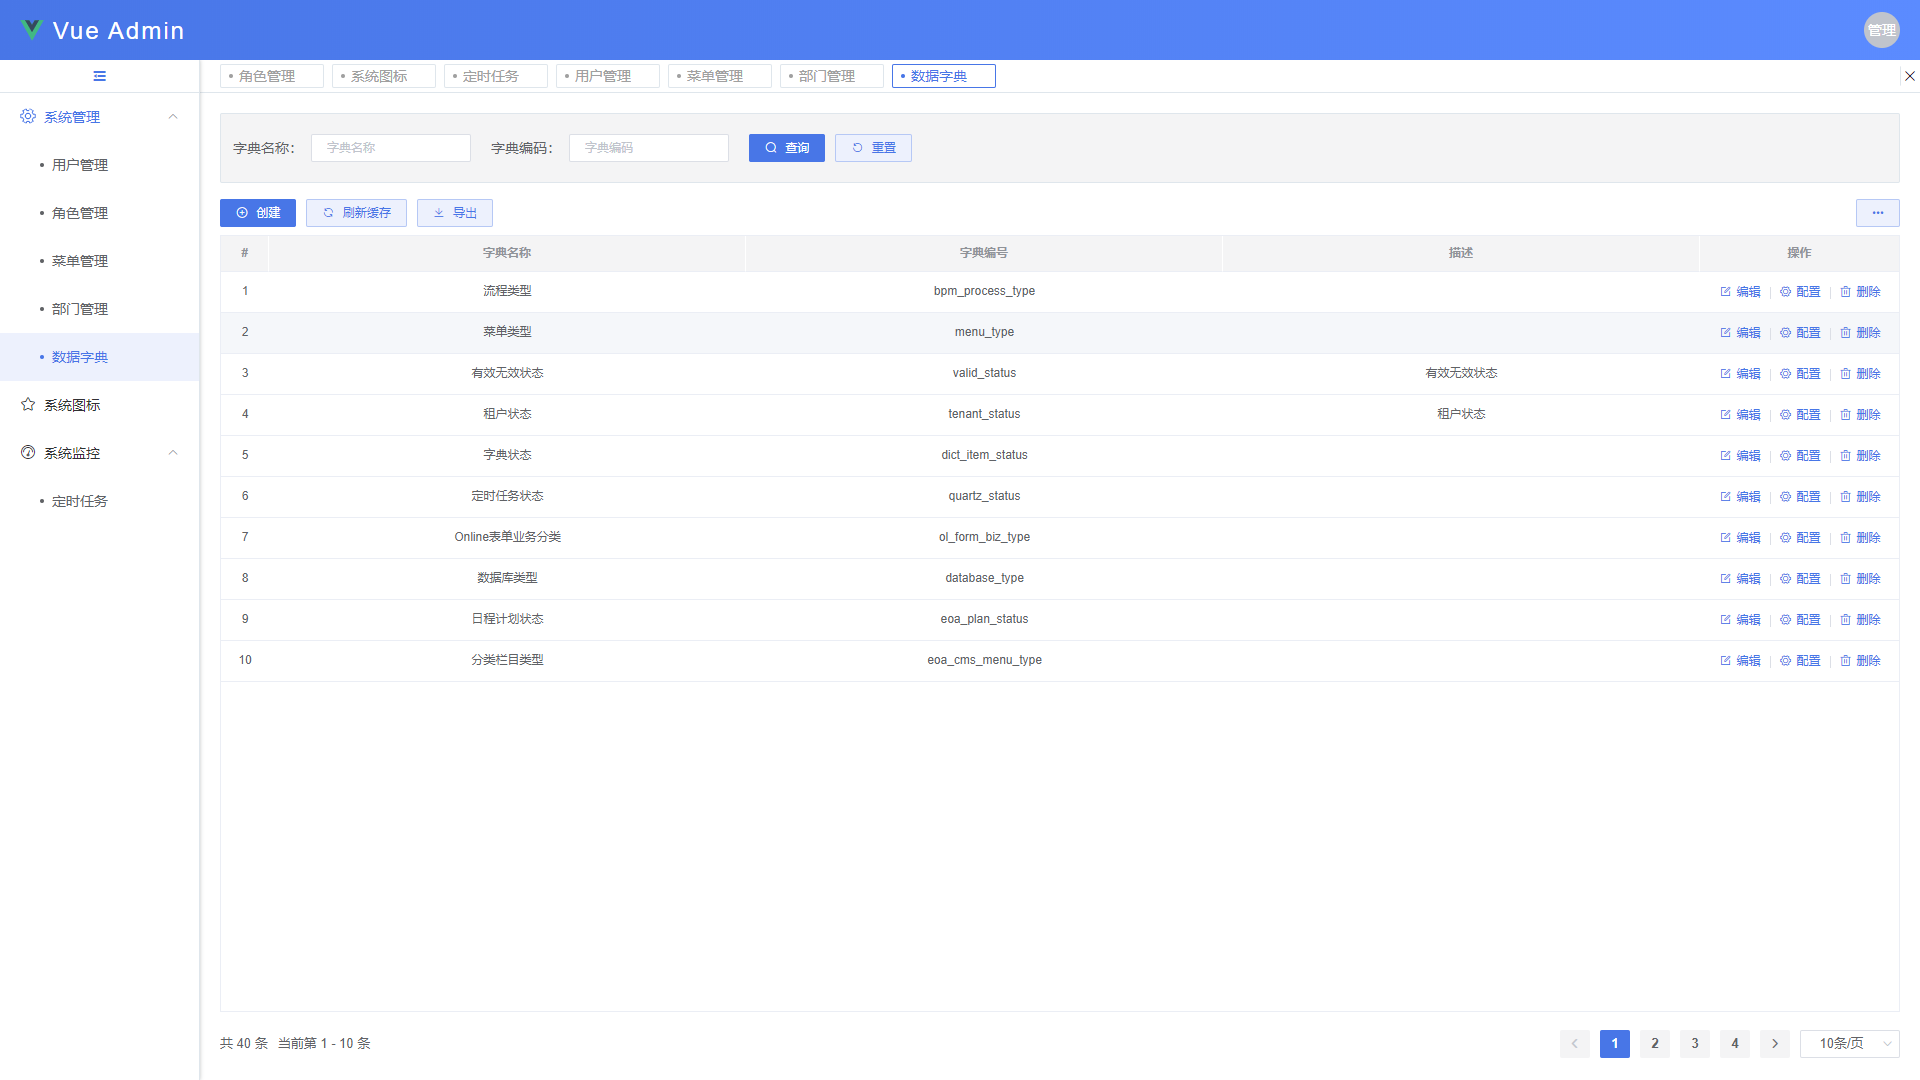 Vue Admin
管理
角色管理 系统图标 定时任务 用户管理 菜单管理 部门管理 数据字典
系统管理
用户管理
角色管理
菜单管理
部门管理
数据字典
系统图标
系统监控
定时任务
字典名称： 字典名称 字典编码： 字典编码 查询 重置
创建 刷新缓存 导出
# 字典名称 字典编号 描述 操作
1 流程类型 bpm_process_type 编辑 配置 删除
2 菜单类型 menu_type 编辑 配置 删除
3 有效无效状态 valid_status 有效无效状态 编辑 配置 删除
4 租户状态 tenant_status 租户状态 编辑 配置 删除
5 字典状态 dict_item_status 编辑 配置 删除
6 定时任务状态 quartz_status 编辑 配置 删除
7 Online表单业务分类 ol_form_biz_type 编辑 配置 删除
8 数据库类型 database_type 编辑 配置 删除
9 日程计划状态 eoa_plan_status 编辑 配置 删除
10 分类栏目类型 eoa_cms_menu_type 编辑 配置 删除
共 40 条 当前第 1 - 10 条 1 2 3 4 10条/页